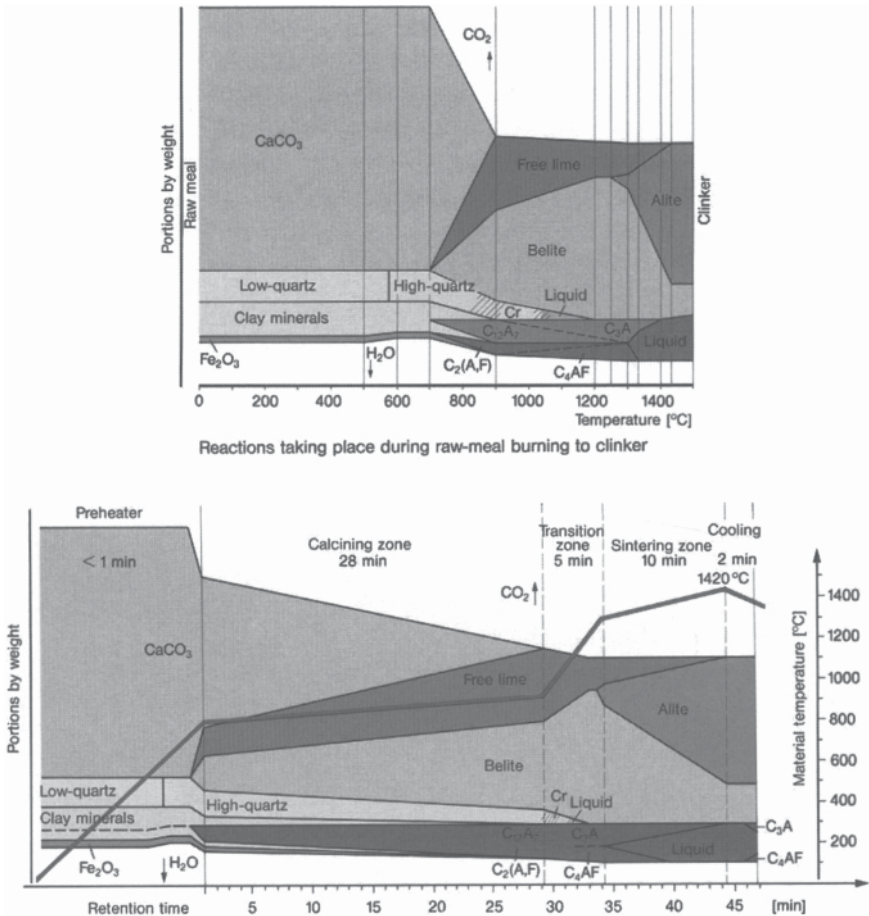 CO₂
CaCO₃
Portions by weight
Raw meal
Free lime
Alite
Clinker
Belite
Low-quartz
High-quartz
Liquid
Cr
Clay minerals
C₁₂A₇
C₃A
Liquid
Fe₂O₃
H₂O
C₂(A,F)
C₄AF
0 200 400 600 800 1000 1200 1400
Temperature [°C]
Reactions taking place during raw-meal burning to clinker
Preheater
Transition
Cooling
Calcining zone
zone
Sintering zone
< 1 min
28 min
5 min
10 min
2 min
1420 °C
CO₂
1400
1200
CaCO₃
1000
Free lime
Portions by weight
Alite
800
Material temperature [°C]
600
Belite
Low-quartz
High-quartz
Cr
Liquid
400
Clay minerals
C₁₂A₇
C₃A
C₃A
200
Liquid
Fe₂O₃
H₂O
C₂(A,F)
C₄AF
C₄AF
Retention time
5 10 15 20 25 30 35 40 45 [min]